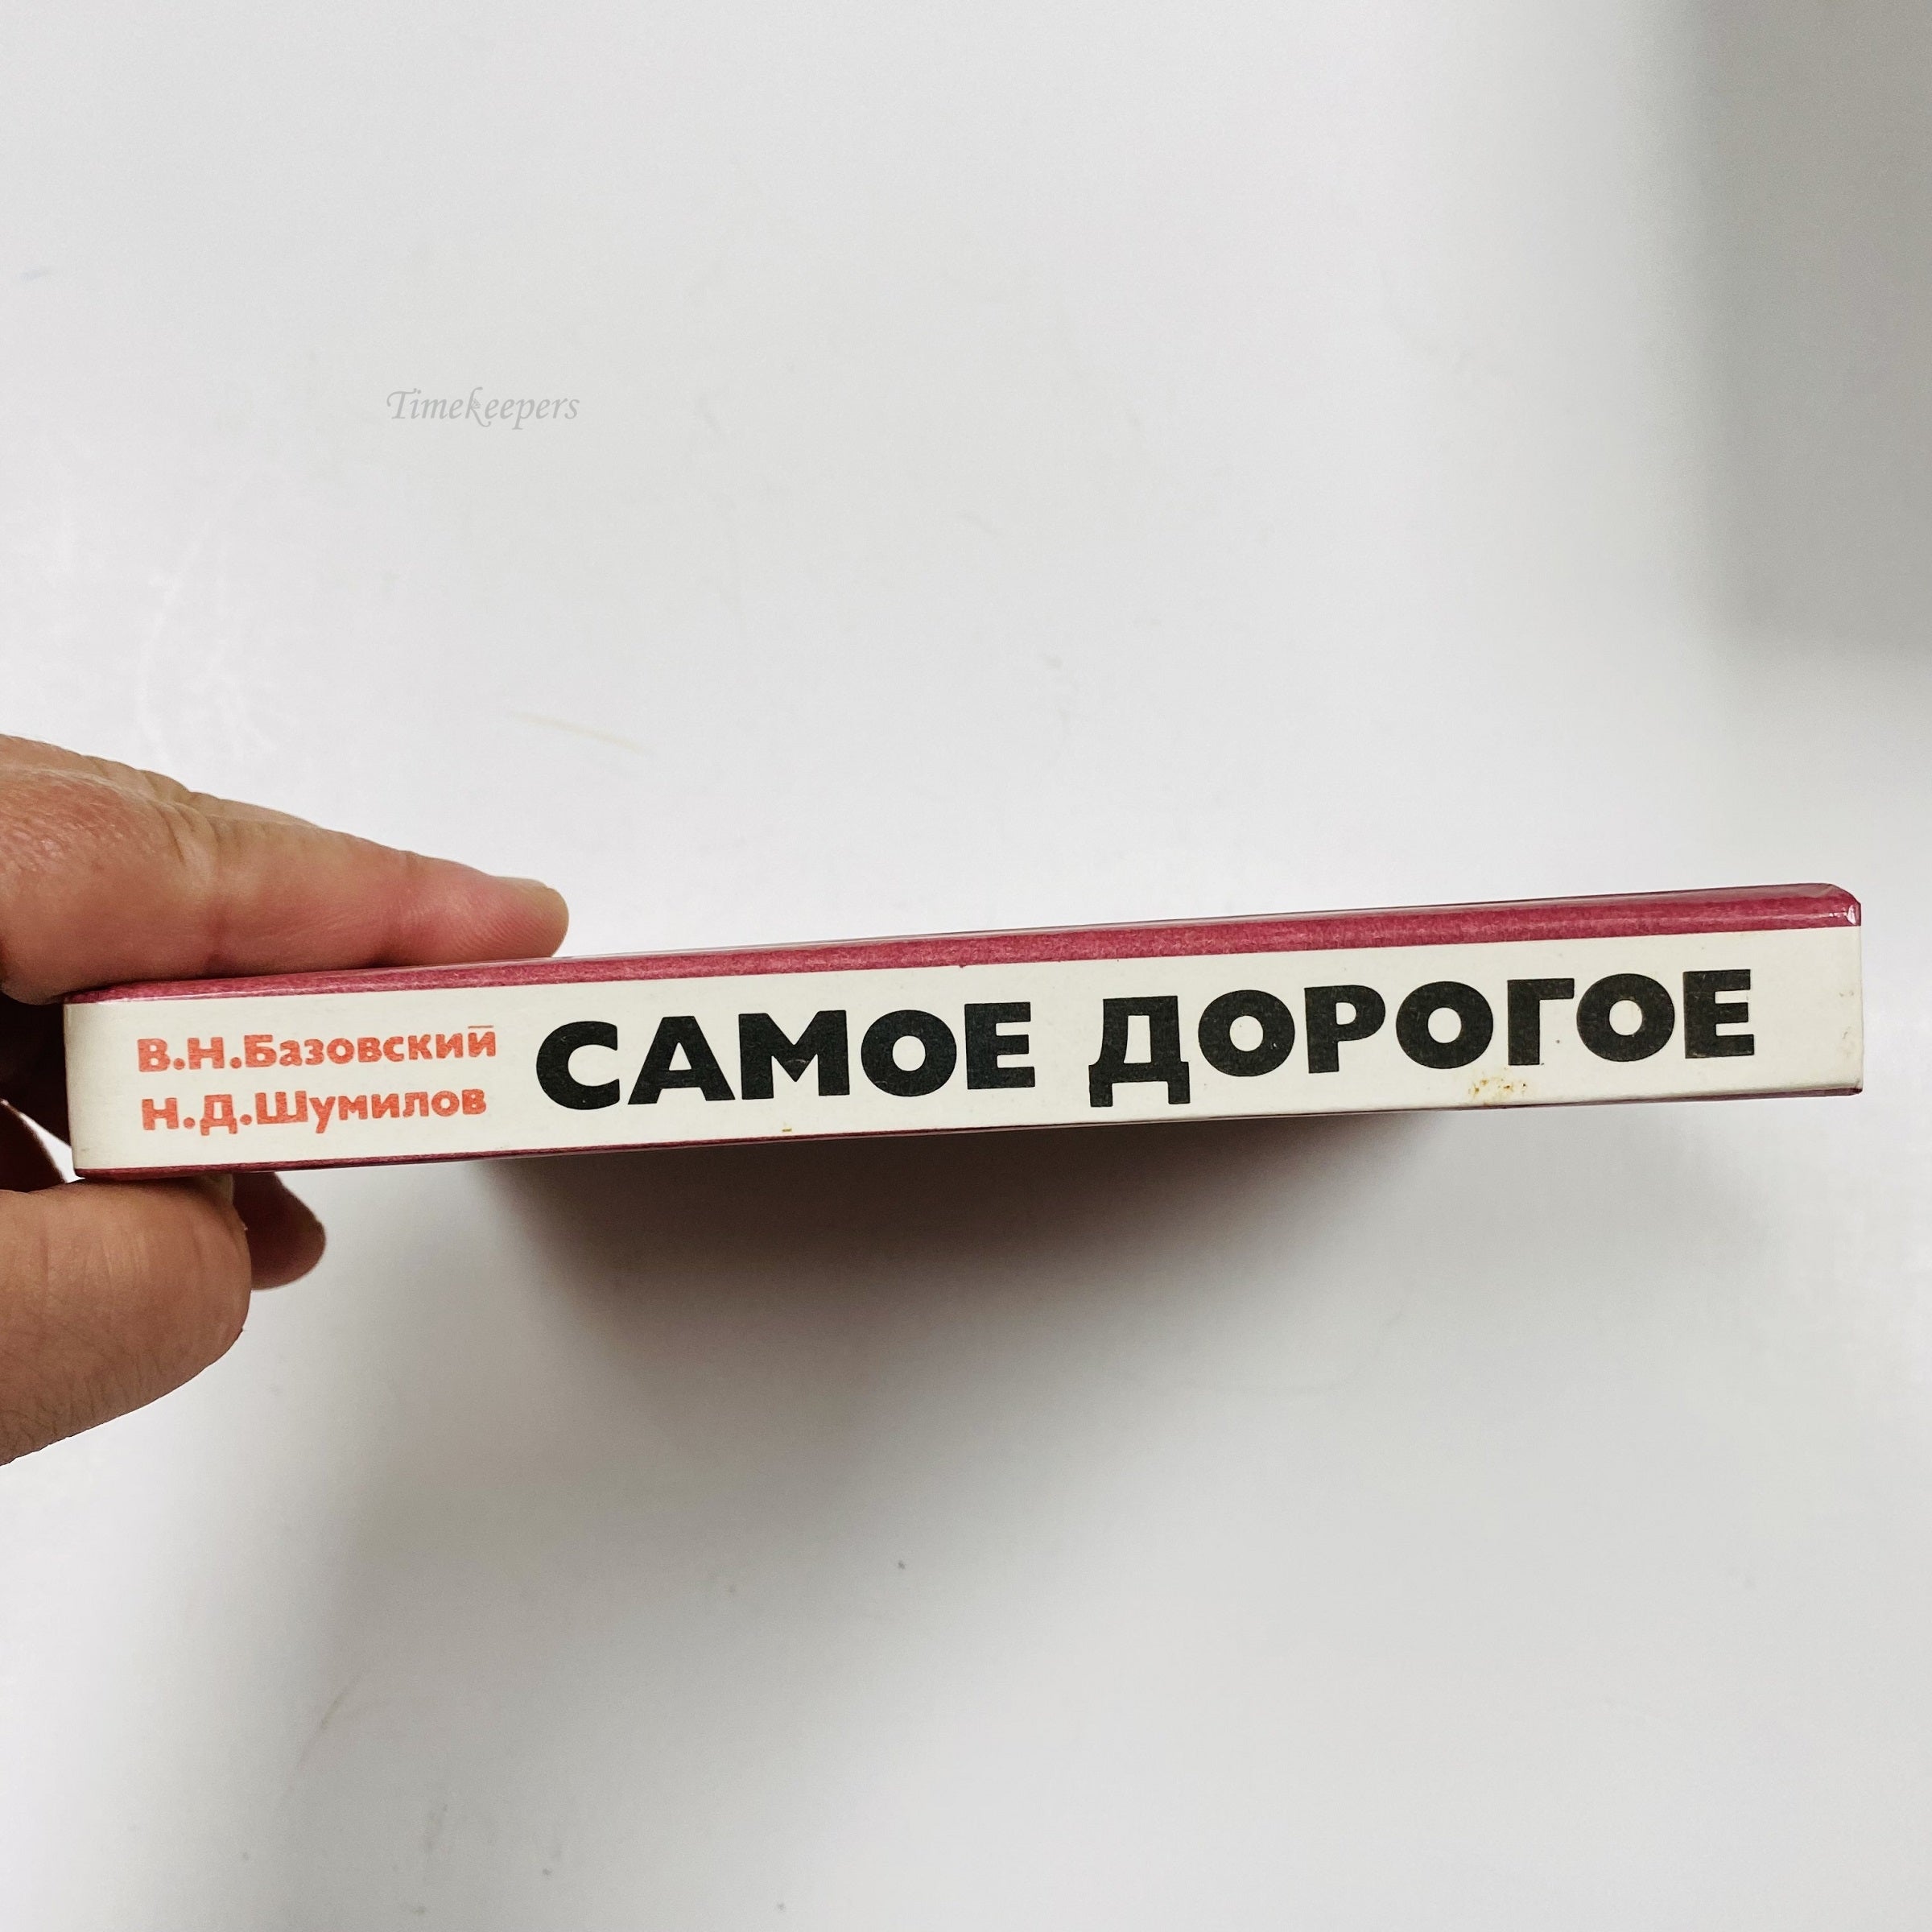 Timekeepers
В.Н.Базовский
Н.Д.Шумилов
САМОЕ ДОРОГОЕ